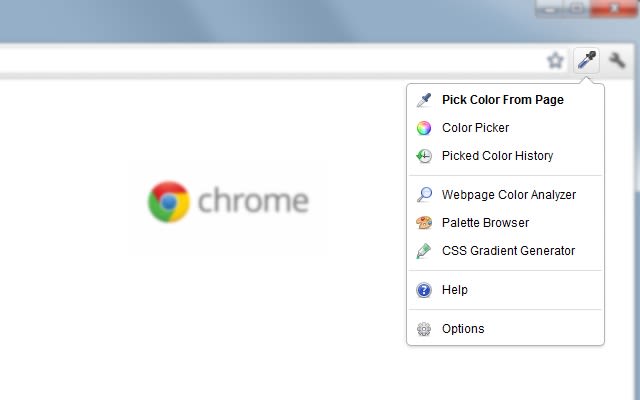 Pick Color From Page
Color Picker
Picked Color History
chrome
Webpage Color Analyzer
Palette Browser
CSS Gradient Generator
Help
Options